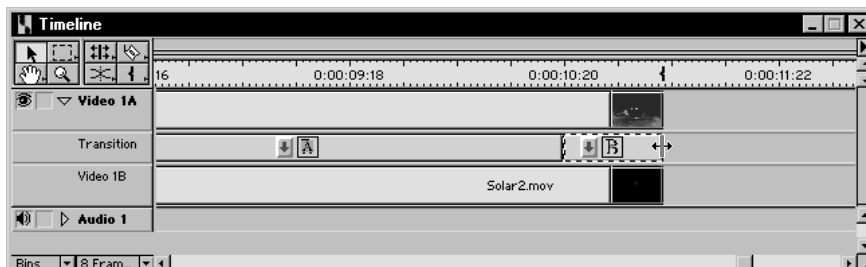 Timeline
16 0:00:09:18 0:00:10:20 0:00:11:22
Video 1A
Transition
A B
Video 1B
Solar2.mov
Audio 1
Bins 8 Fram